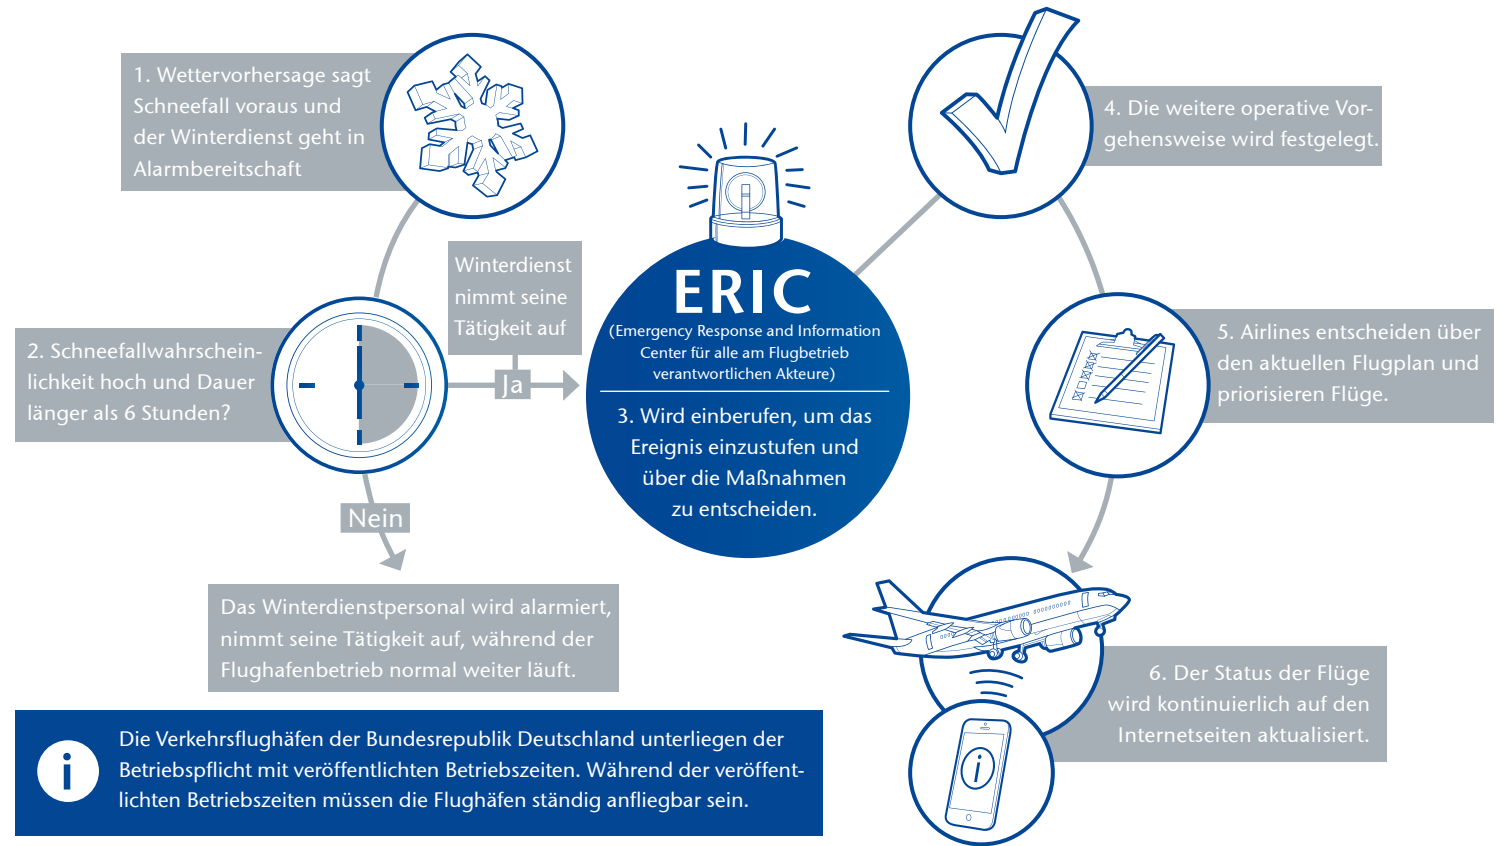 1. Wettervorhersage sagt
Schneefall voraus und
der Winterdienst geht in
Alarmbereitschaft
2. Schneefallwahrschein-
lichkeit hoch und Dauer
länger als 6 Stunden?
Winterdienst
nimmt seine
Tätigkeit auf
Ja
Nein
Das Winterdienstpersonal wird alarmiert,
nimmt seine Tätigkeit auf, während der
Flughafenbetrieb normal weiter läuft.
ERIC
(Emergency Response and Information
Center für alle am Flugbetrieb
verantwortlichen Akteure)
3. Wird einberufen, um das
Ereignis einzustufen und
über die Maßnahmen
zu entscheiden.
4. Die weitere operative Vor-
gehensweise wird festgelegt.
5. Airlines entscheiden über
den aktuellen Flugplan und
priorisieren Flüge.
6. Der Status der Flüge
wird kontinuierlich auf den
Internetseiten aktualisiert.
i
i
Die Verkehrsflughäfen der Bundesrepublik Deutschland unterliegen der
Betriebspflicht mit veröffentlichten Betriebszeiten. Während der veröffent-
lichten Betriebszeiten müssen die Flughäfen ständig anfliegbar sein.